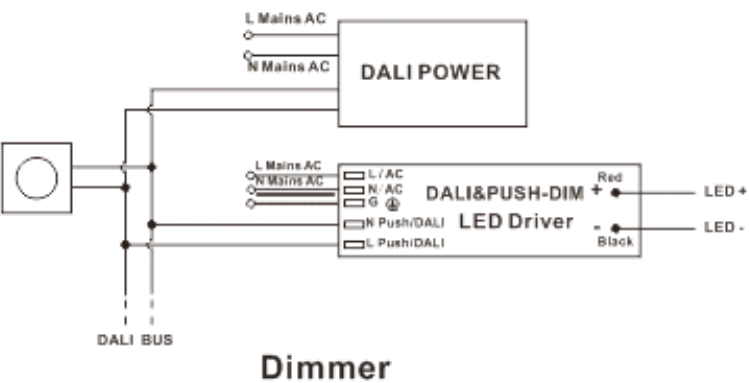 L Mains AC
N Mains AC
DALI POWER
L Mains AC
N Mains AC
L/AC
N/AC
G
N Push/DALI
L Push/DALI
DALI&PUSH-DIM
LED Driver
Red
+
-
Black
LED +
LED -
DALI BUS
Dimmer